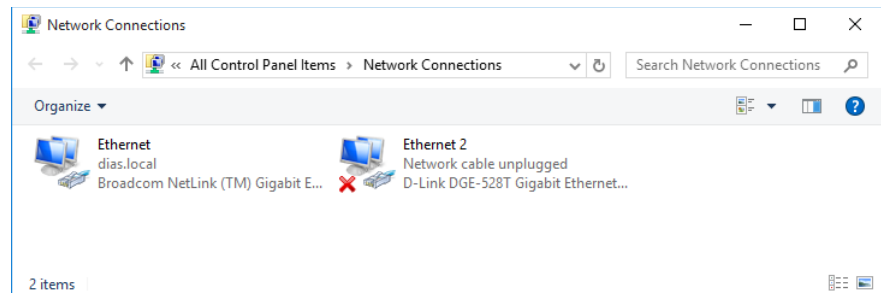 Network Connections
« All Control Panel Items › Network Connections
Search Network Connections
Organize
Ethernet
dias.local
Broadcom NetLink (TM) Gigabit E...
Ethernet 2
Network cable unplugged
D-Link DGE-528T Gigabit Ethernet...
2 items